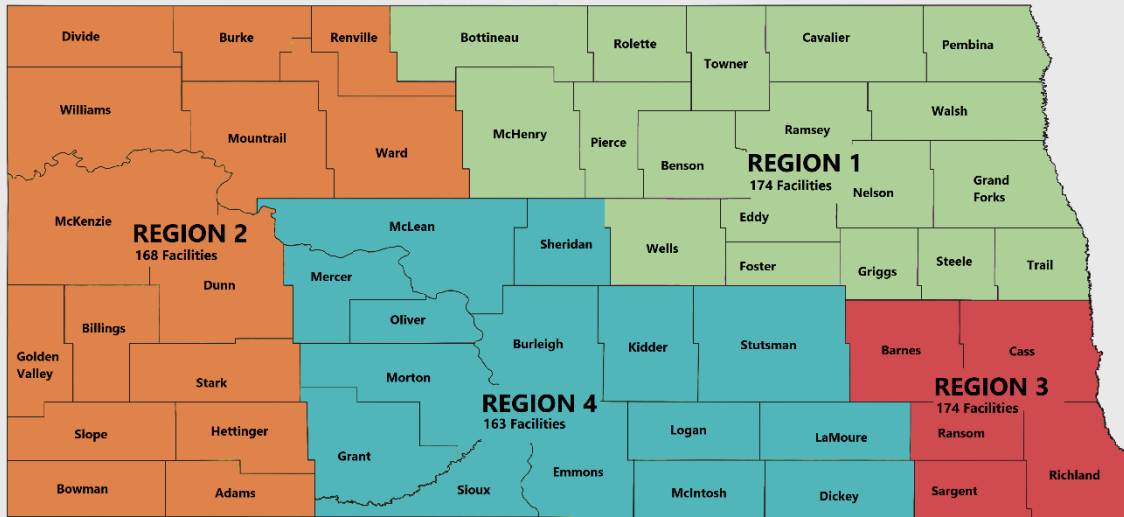 Divide
Burke
Renville
Bottineau
Rolette
Towner
Cavalier
Pembina
Williams
Mountrail
Ward
McHenry
Pierce
Benson
Ramsey
Walsh
REGION 1
174 Facilities
Nelson
Grand
Forks
McKenzie
REGION 2
168 Facilities
Dunn
McLean
Sheridan
Wells
Eddy
Foster
Griggs
Steele
Trail
Mercer
Oliver
Billings
Golden
Valley
Stark
Morton
Burleigh
Kidder
Stutsman
Barnes
Cass
REGION 3
174 Facilities
REGION 4
163 Facilities
Slope
Hettinger
Grant
Logan
LaMoure
Ransom
Richland
Bowman
Adams
Sioux
Emmons
McIntosh
Dickey
Sargent